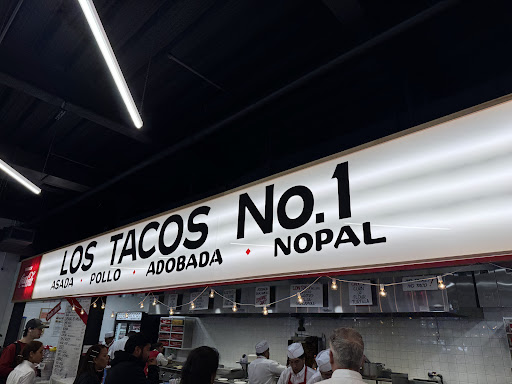 LOS TACOS No.1
ASADA · POLLO · ADOBADA · NOPAL